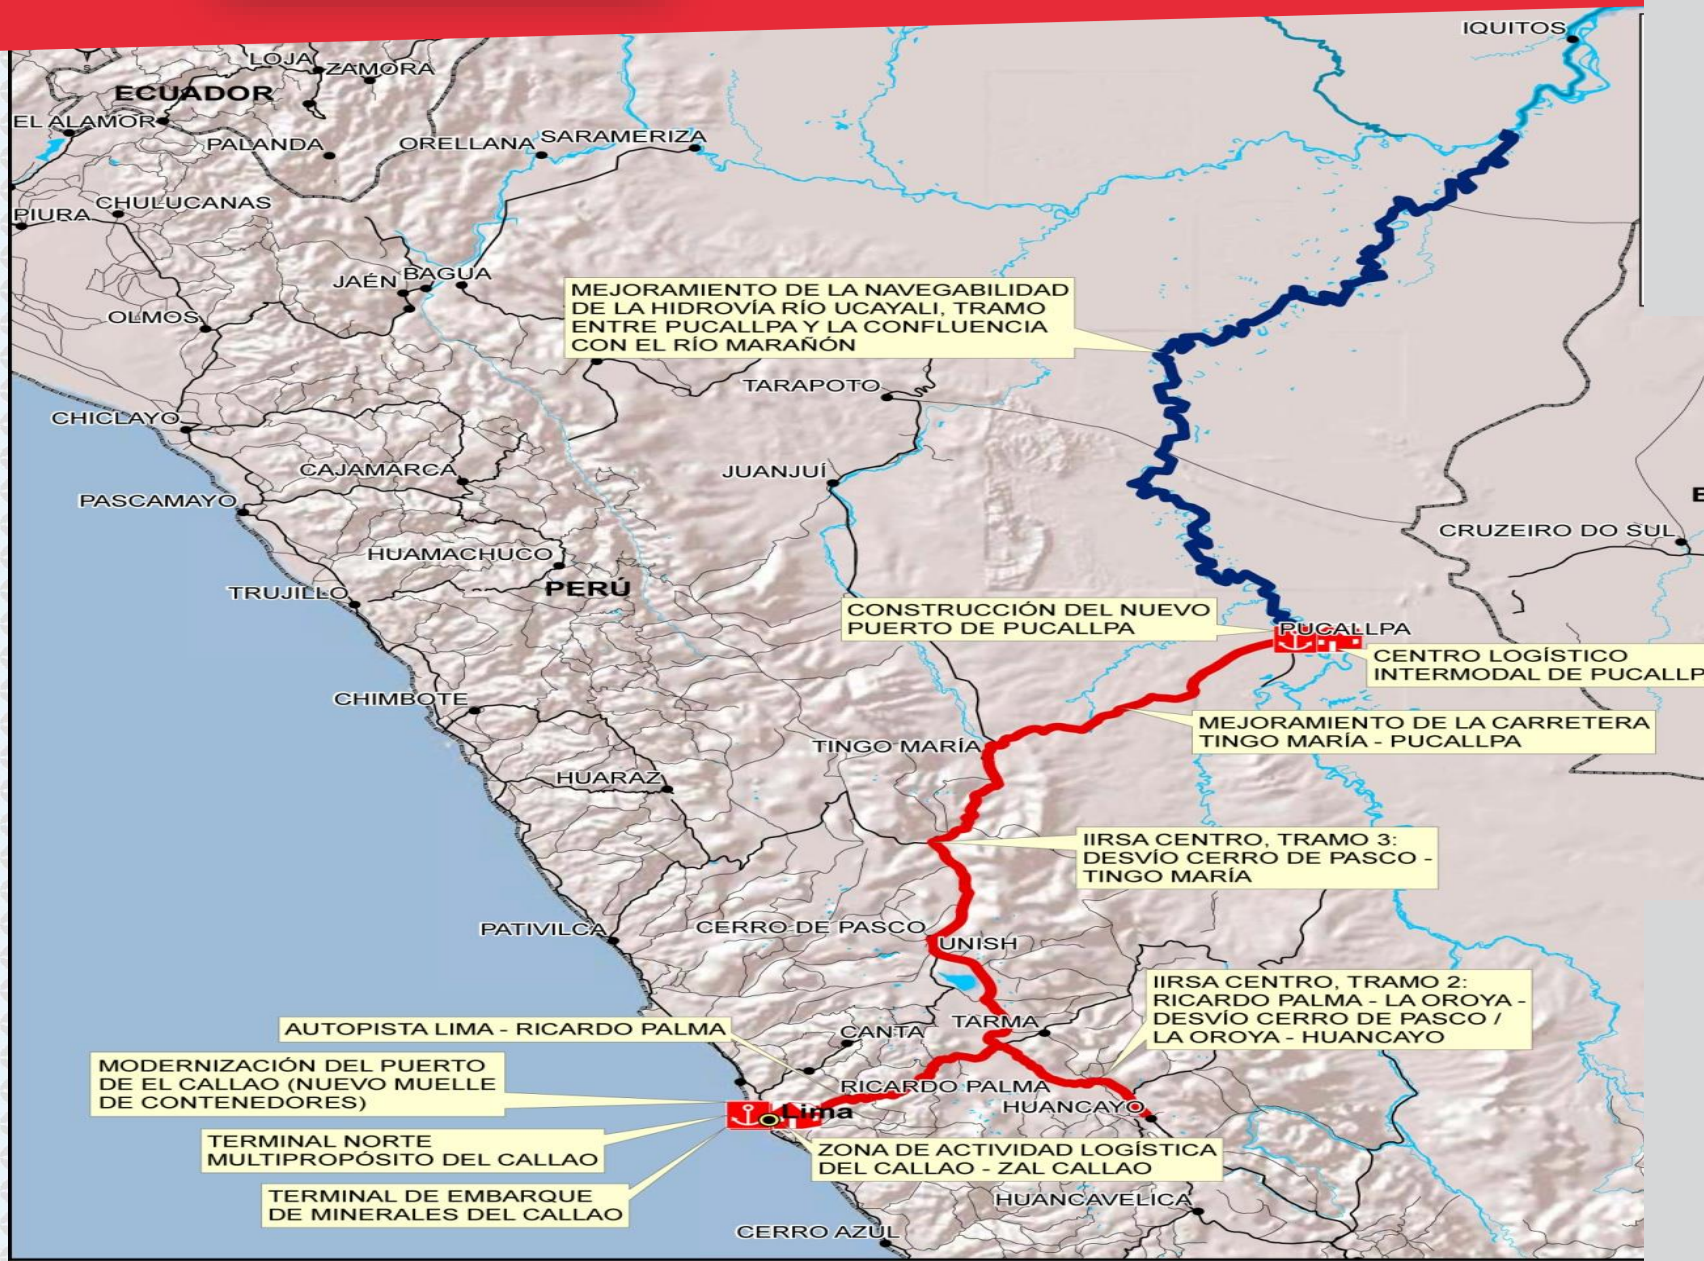 IQUITOS
LOJA
ZAMORA
ECUADOR
EL ALAMOR
PALANDA
ORELLANA
SARAMERIZA
CHULUCANAS
PIURA
JAÉN
BAGUA
OLMOS
MEJORAMIENTO DE LA NAVEGABILIDAD
DE LA HIDROVÍA RÍO UCAYALI, TRAMO
ENTRE PUCALLPA Y LA CONFLUENCIA
CON EL RÍO MARAÑÓN
TARAPOTO
CHICLAYO
CAJAMARCA
JUANJUÍ
PASCAMAYO
CRUZEIRO DO SUL
HUAMACHUCO
PERÚ
TRUJILLO
CONSTRUCCIÓN DEL NUEVO
PUERTO DE PUCALLPA
PUCALLPA
CENTRO LOGÍSTICO
INTERMODAL DE PUCALLP
CHIMBOTE
MEJORAMIENTO DE LA CARRETERA
TINGO MARÍA - PUCALLPA
TINGO MARÍA
HUARAZ
IIRSA CENTRO, TRAMO 3:
DESVÍO CERRO DE PASCO -
TINGO MARÍA
PATIVILCA
CERRO DE PASCO
UNISH
IIRSA CENTRO, TRAMO 2:
RICARDO PALMA - LA OROYA -
DESVÍO CERRO DE PASCO /
LA OROYA - HUANCAYO
AUTOPISTA LIMA - RICARDO PALMA
CANTA
TARMA
MODERNIZACIÓN DEL PUERTO
DE EL CALLAO (NUEVO MUELLE
DE CONTENEDORES)
RICARDO PALMA
HUANCAYO
Lima
TERMINAL NORTE
MULTIPROPÓSITO DEL CALLAO
ZONA DE ACTIVIDAD LOGÍSTICA
DEL CALLAO - ZAL CALLAO
TERMINAL DE EMBARQUE
DE MINERALES DEL CALLAO
HUANCAVELICA
CERRO AZUL